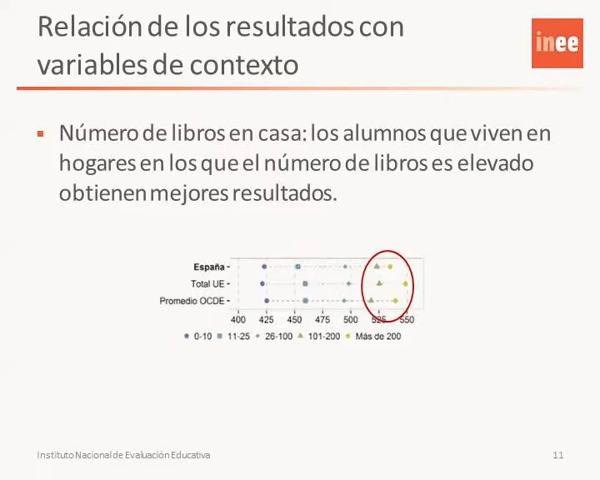 Relación de los resultados con
variables de contexto
inee
Número de libros en casa: los alumnos que viven en
hogares en los que el número de libros es elevado
obtienen mejores resultados.
España
Total UE
Promedio OCDE
400 425 450 475 500 525 550
0-10 11-25 26-100 101-200 Más de 200
Instituto Nacional de Evaluación Educativa 11